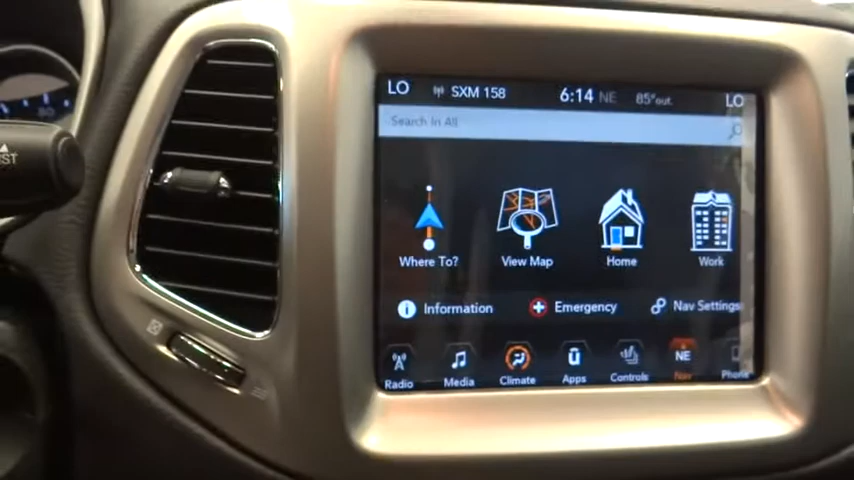 LO SXM 158 6:14 NE 85°out LO
Search In All
Where To? View Map Home Work
Information Emergency Nav Settings
NE
Radio Media Climate Apps Controls Nav Phone